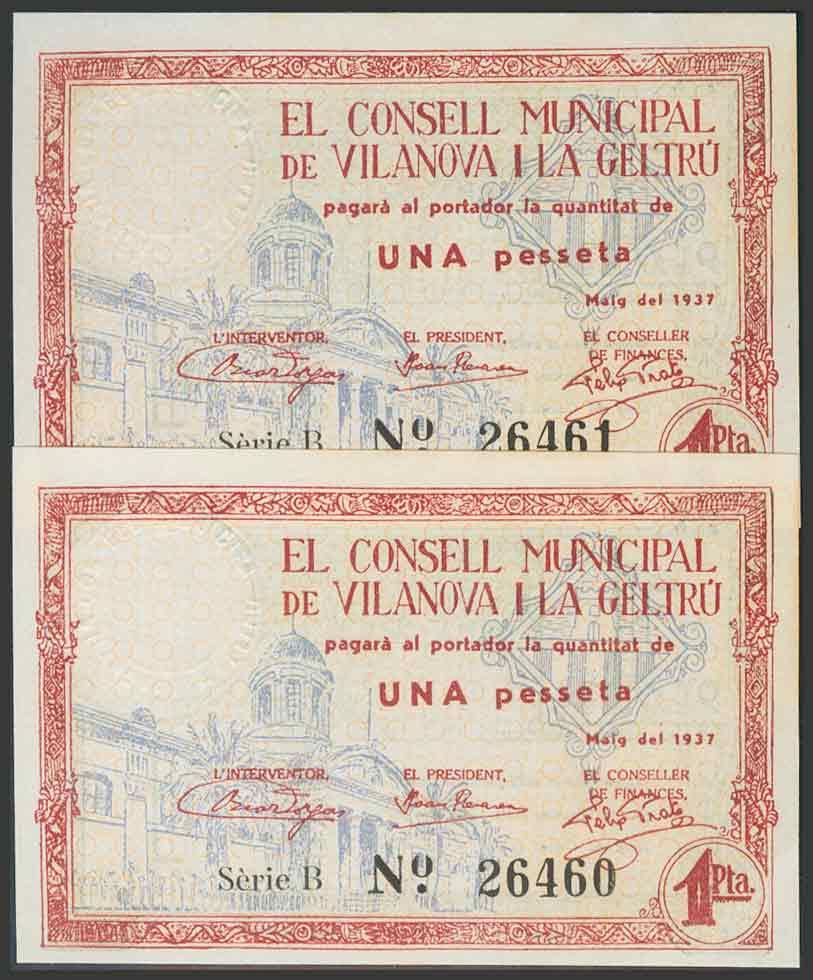 EL CONSELL MUNICIPAL
DE VILANOVA I LA GELTRÚ
pagarà al portador la quantitat de
UNA pesseta
Maig del 1937
L'INTERVENTOR, EL PRESIDENT, EL CONSELLER
DE FINANCES,
Sèrie B Nº 26461 1 Pta.
EL CONSELL MUNICIPAL
DE VILANOVA I LA GELTRÚ
pagarà al portador la quantitat de
UNA pesseta
Maig del 1937
L'INTERVENTOR, EL PRESIDENT, EL CONSELLER
DE FINANCES,
Sèrie B Nº 26460 1 Pta.